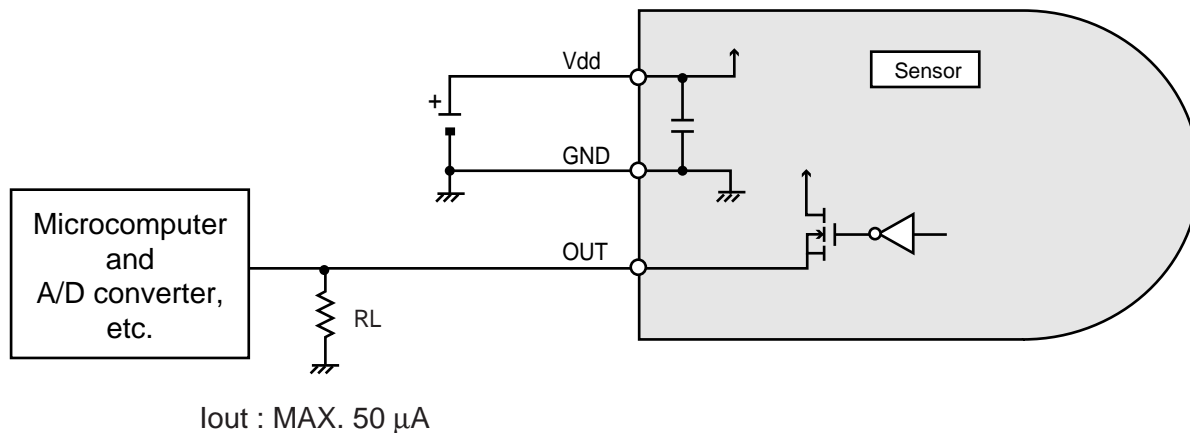 Vdd
Sensor
+
GND
OUT
Microcomputer
and
A/D converter,
etc.
RL
Iout : MAX. 50 μA